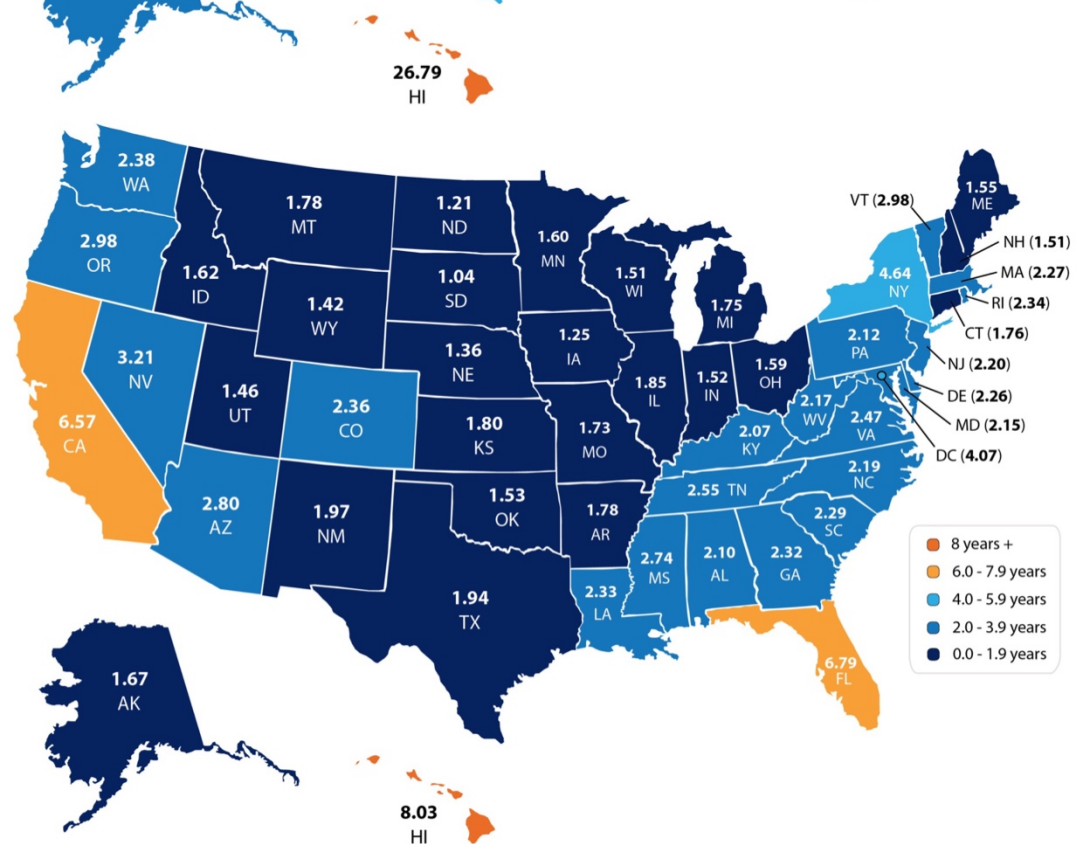 26.79
HI
2.38
WA
1.78
MT
1.21
ND
1.60
MN
1.55
ME
VT (2.98)
2.98
OR
1.62
ID
1.04
SD
1.51
WI
1.75
MI
4.64
NY
NH (1.51)
MA (2.27)
RI (2.34)
CT (1.76)
1.42
WY
1.36
NE
1.25
IA
2.12
PA
NJ (2.20)
3.21
NV
1.46
UT
2.36
CO
1.85
IL
1.52
IN
1.59
OH
DE (2.26)
MD (2.15)
DC (4.07)
6.57
CA
1.80
KS
1.73
MO
2.07
KY
2.17
WV
2.47
VA
2.80
AZ
1.97
NM
1.53
OK
1.78
AR
2.55 TN
2.19
NC
2.29
SC
2.74
MS
2.10
AL
2.32
GA
1.94
TX
2.33
LA
6.79
FL
8 years +
6.0 - 7.9 years
4.0 - 5.9 years
2.0 - 3.9 years
0.0 - 1.9 years
1.67
AK
8.03
HI